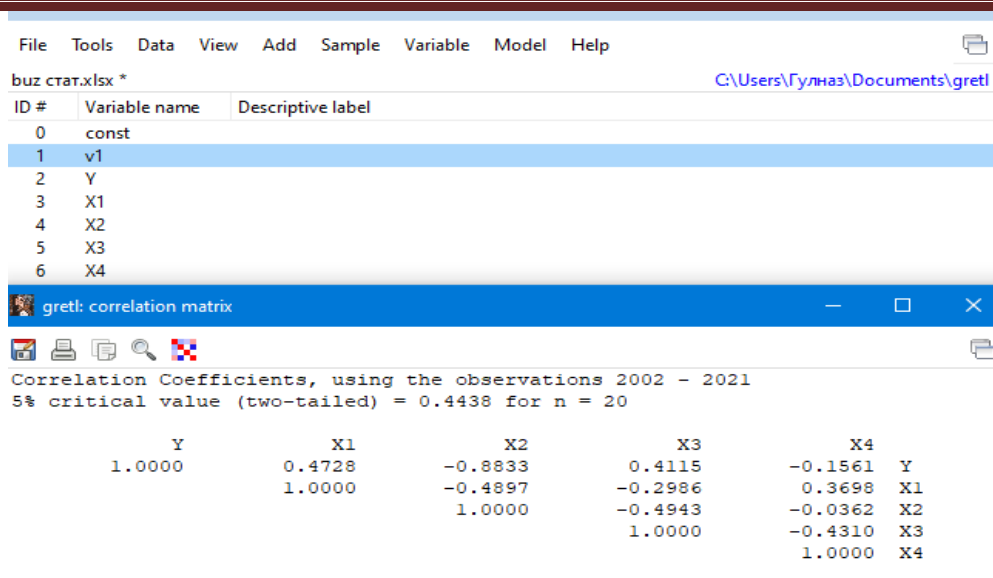 File Tools Data View Add Sample Variable Model Help
buz стат.xlsx * C:\Users\Гулназ\Documents\gretl
ID # Variable name Descriptive label
0 const
1 v1
2 Y
3 X1
4 X2
5 X3
6 X4
gretl: correlation matrix
Correlation Coefficients, using the observations 2002 - 2021
5% critical value (two-tailed) = 0.4438 for n = 20
Y X1 X2 X3 X4
1.0000 0.4728 -0.8833 0.4115 -0.1561 Y
1.0000 -0.4897 -0.2986 0.3698 X1
1.0000 -0.4943 -0.0362 X2
1.0000 -0.4310 X3
1.0000 X4